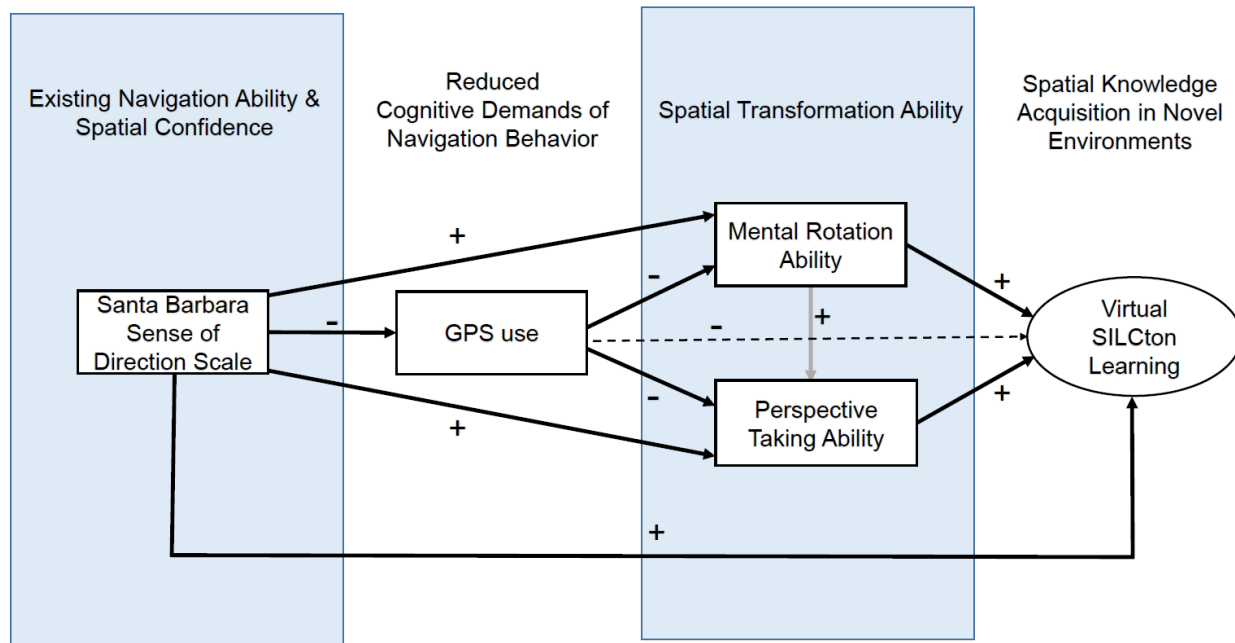 Existing Navigation Ability &
Spatial Confidence
Reduced
Cognitive Demands of
Navigation Behavior
Spatial Transformation Ability
Spatial Knowledge
Acquisition in Novel
Environments
+
Mental Rotation
Ability
-
+
Santa Barbara
Sense of
Direction Scale
-
GPS use
+
-
Virtual
SILCton
Learning
-
+
Perspective
Taking Ability
+
+